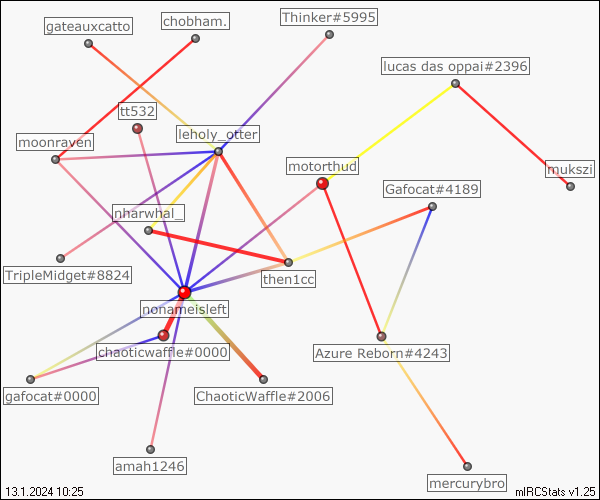 gateauxcatto
chobham.
Thinker#5995
lucas das oppai#2396
tt532
moonraven
leholy_otter
motorthud
mukszi
Gafocat#4189
nharwhal_
TripleMidget#8824
then1cc
nonameisleft
chaoticwaffle#0000
Azure Reborn#4243
gafocat#0000
ChaoticWaffle#2006
amah1246
mercurybro
13.1.2024 10:25
mIRCStats v1.25